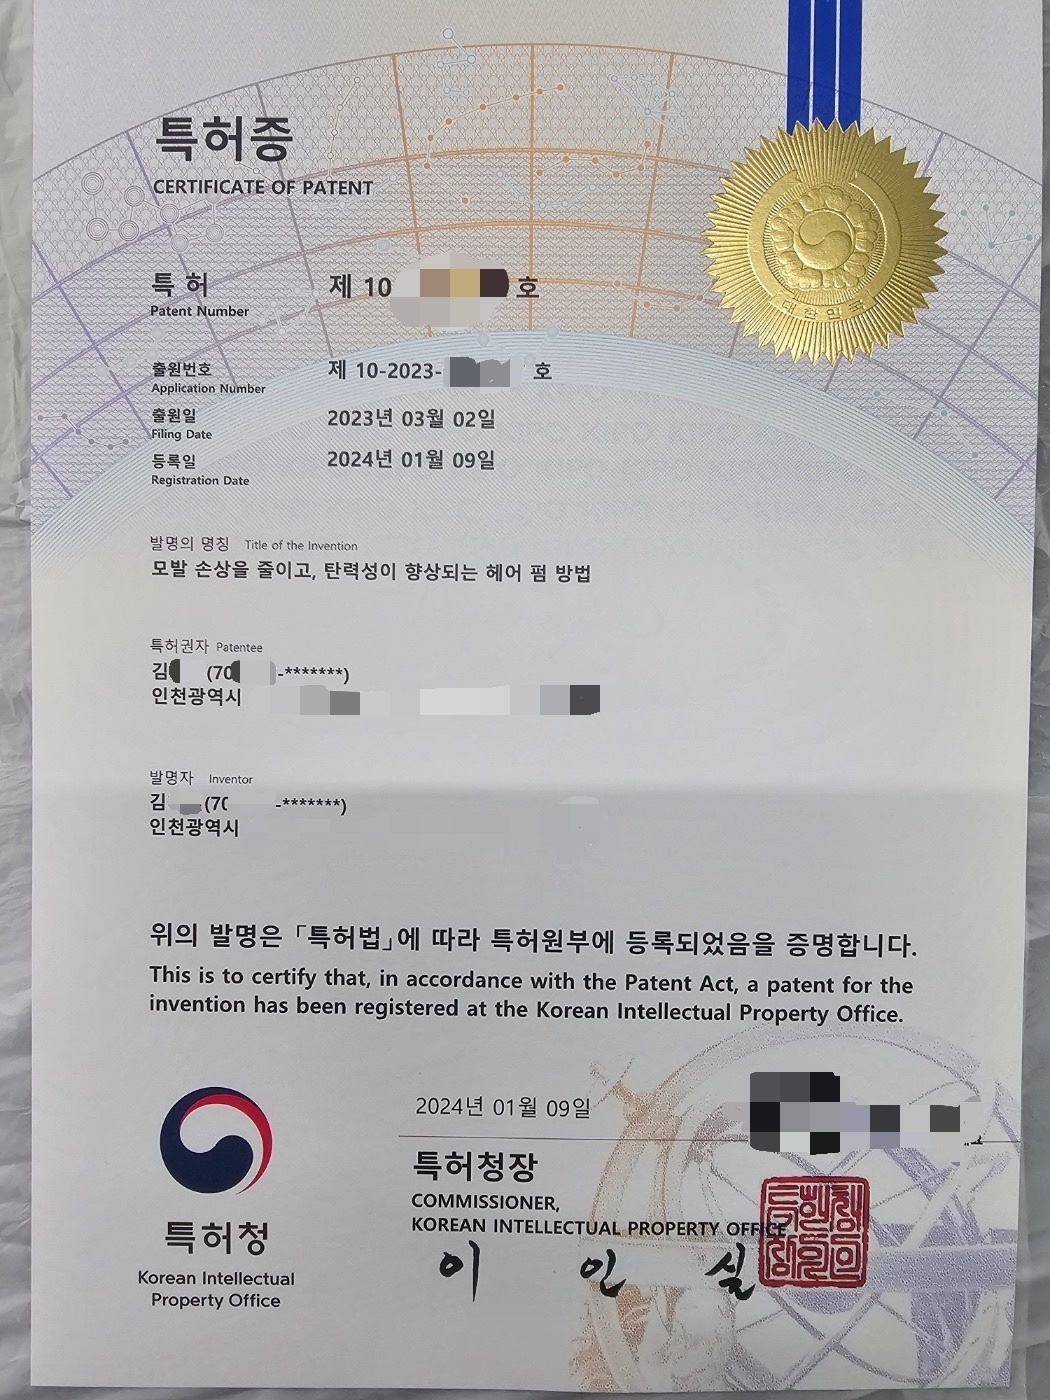 특허증
CERTIFICATE OF PATENT
특 허 제 10 호
Patent Number
출원번호 제 10-2023- 호
Application Number
출원일 2023년 03월 02일
Filing Date
등록일 2024년 01월 09일
Registration Date
발명의 명칭 Title of the Invention
모발 손상을 줄이고, 탄력성이 향상되는 헤어 펌 방법
특허권자 Patentee
김 (70 -*******)
인천광역시
발명자 Inventor
김 (70 -*******)
인천광역시
위의 발명은 「특허법」에 따라 특허원부에 등록되었음을 증명합니다.
This is to certify that, in accordance with the Patent Act, a patent for the
invention has been registered at the Korean Intellectual Property Office.
2024년 01월 09일
특허청장
COMMISSIONER,
KOREAN INTELLECTUAL PROPERTY OFFICE
이 인 실
특허청
Korean Intellectual
Property Office
대한민국